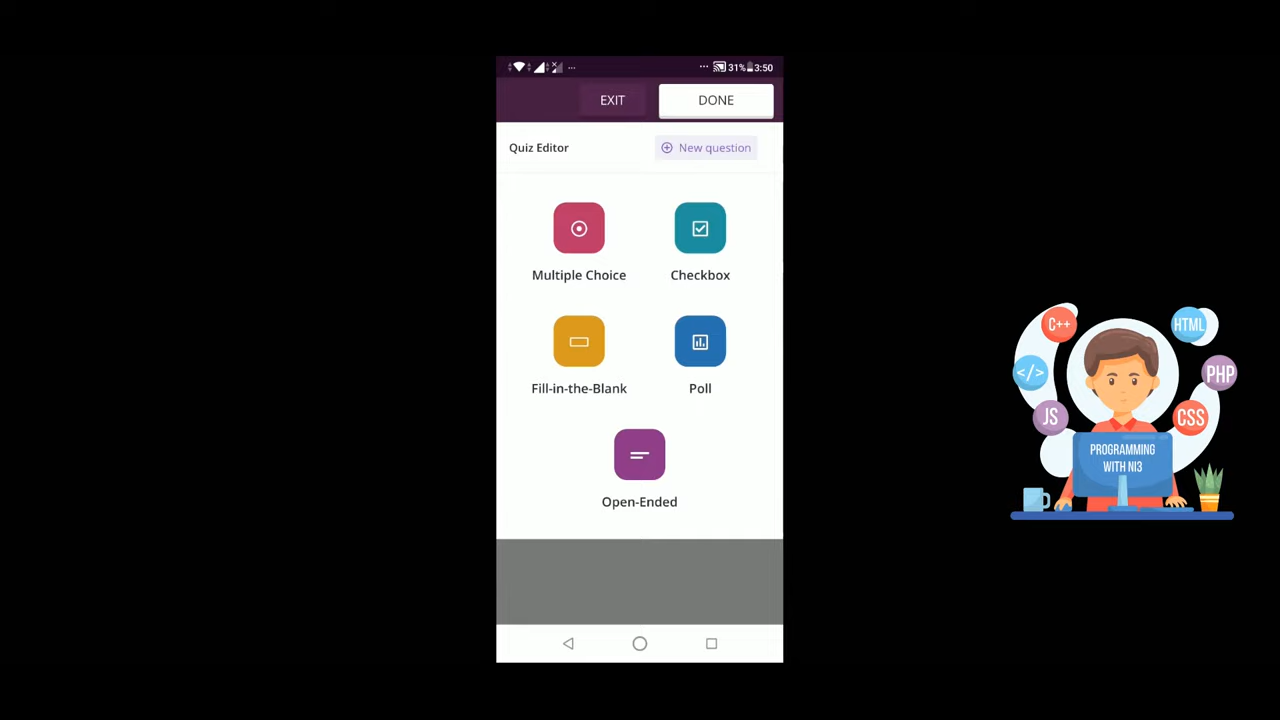 ... ... 31% 3:50
EXIT DONE
Quiz Editor New question
Multiple Choice Checkbox
Fill-in-the-Blank Poll
Open-Ended
C++ HTML
</> PHP
JS CSS
PROGRAMMING
WITH NI3